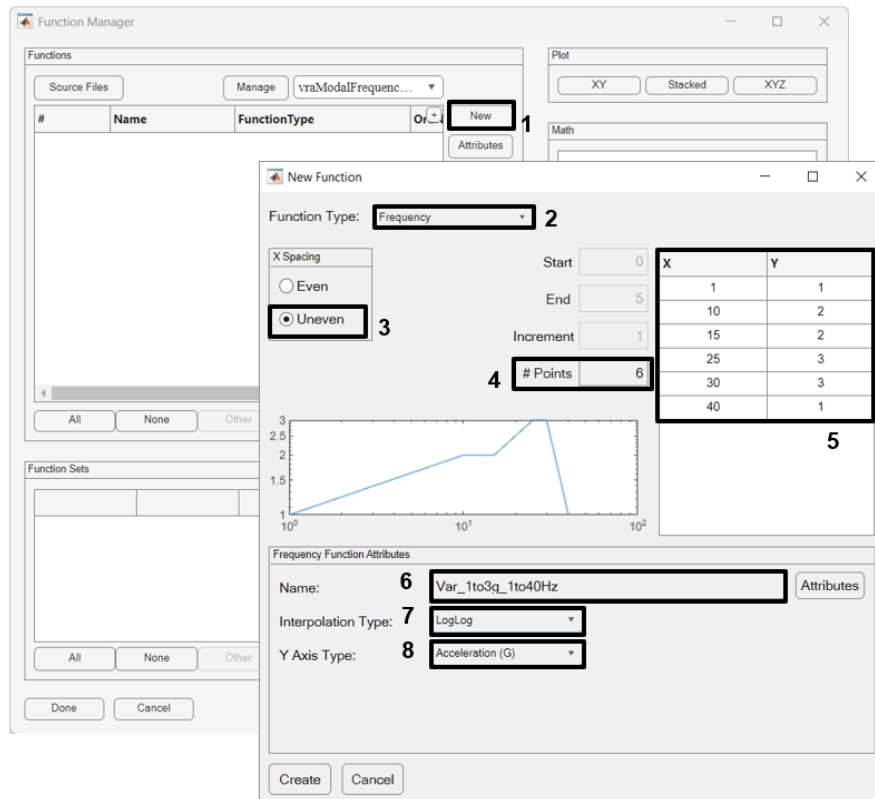 Function Manager
Functions
Plot
Source Files Manage vraModalFrequenc... XY Stacked XYZ
# Name FunctionType
New 1
Math
Attributes
New Function
Function Type: Frequency 2
X Spacing
Even
Uneven 3
Start 0
End 5
Increment 1
4 # Points 6
X Y
1 1
10 2
15 2
25 3
30 3
40 1
5
All None Other
3
2.5
2
1.5
1
10^0 10^1 10^2
Function Sets
Frequency Function Attributes
Name: 6 Var_1to3g_1to40Hz Attributes
Interpolation Type: 7 LogLog
Y Axis Type: 8 Acceleration (G)
All None Other
Done Cancel
Create Cancel